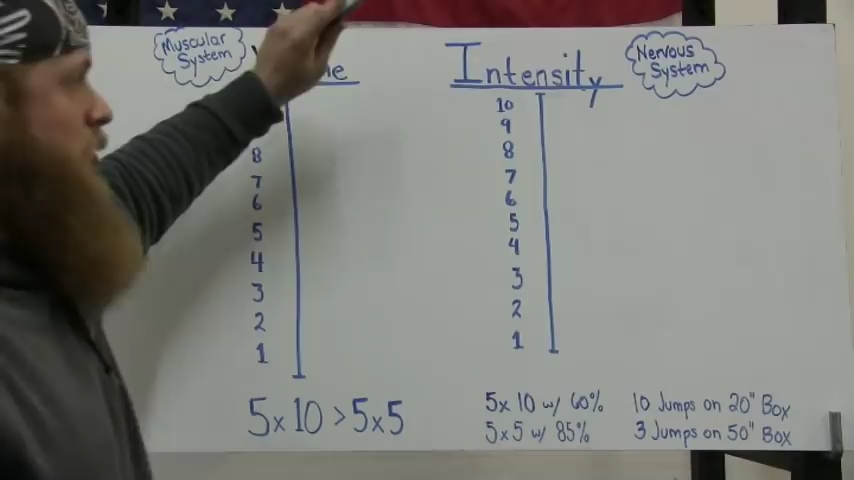 Muscular
System
Intensity
Nervous
System
8
7
6
5
4
3
2
1
10
9
8
7
6
5
4
3
2
1
5x10 > 5x5
5x10 w/ 60%
5x5 w/ 85%
10 Jumps on 20" Box
3 Jumps on 50" Box